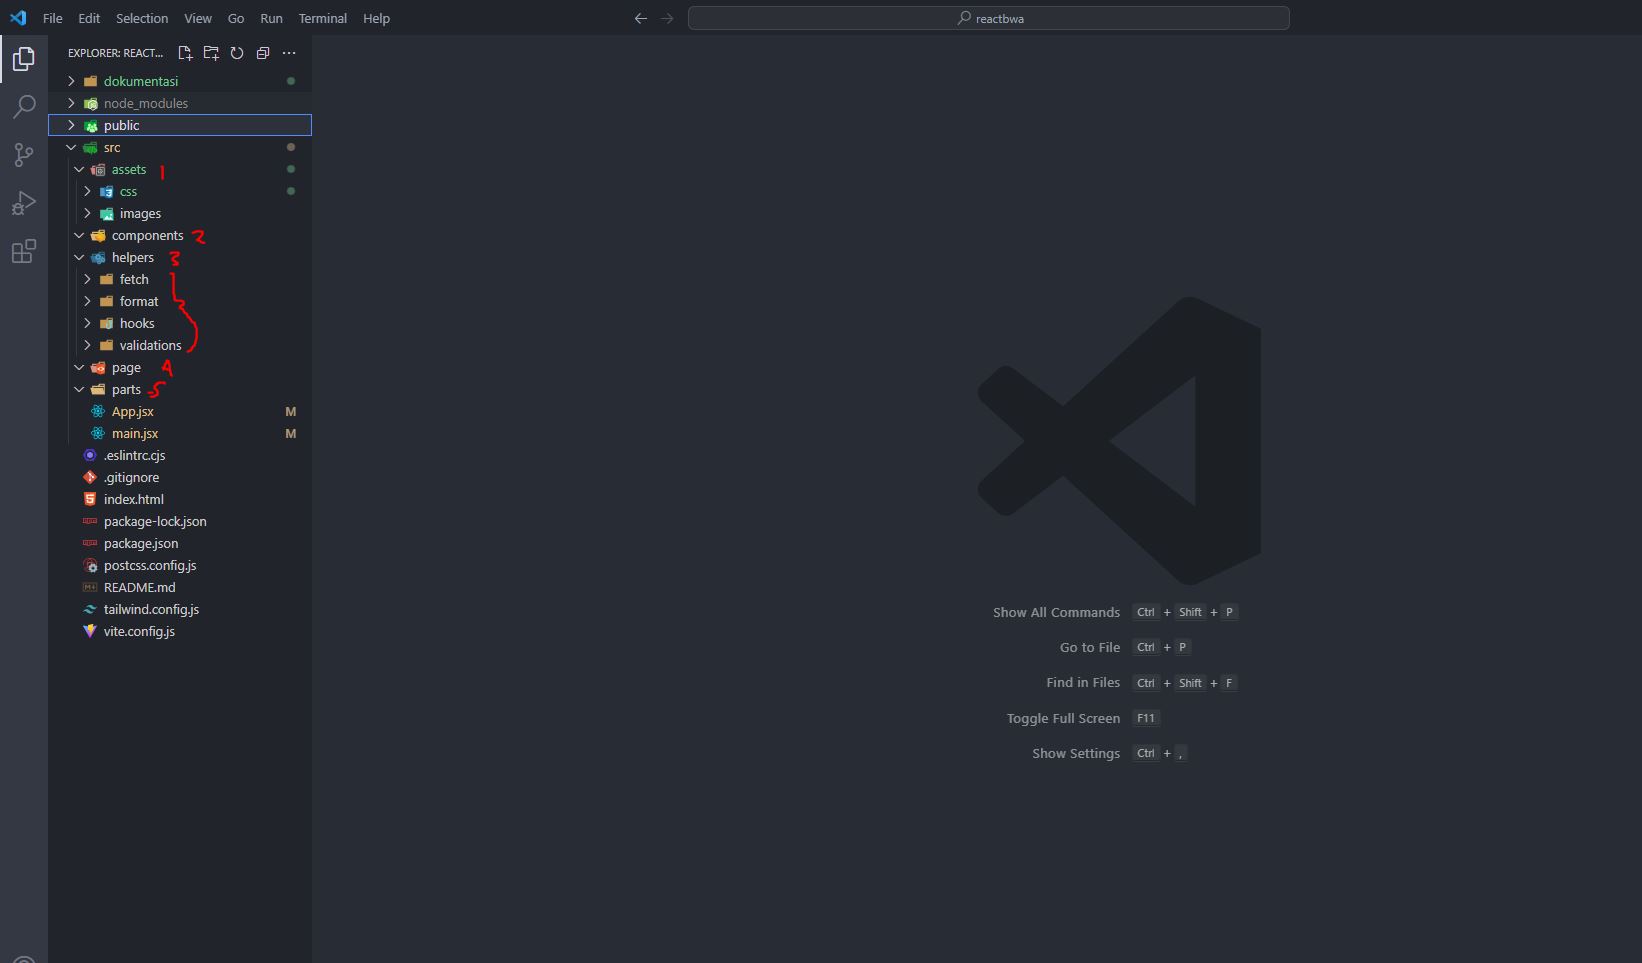 File Edit Selection View Go Run Terminal Help
reactbwa
EXPLORER: REACT...
dokumentasi
node_modules
public
src
assets 1
css
images
components 2
helpers 3
fetch
format
hooks
validations
page 4
parts 5
App.jsx M
main.jsx M
.eslintrc.cjs
.gitignore
index.html
package-lock.json
package.json
postcss.config.js
README.md
tailwind.config.js
vite.config.js
Show All Commands Ctrl + Shift + P
Go to File Ctrl + P
Find in Files Ctrl + Shift + F
Toggle Full Screen F11
Show Settings Ctrl + ,